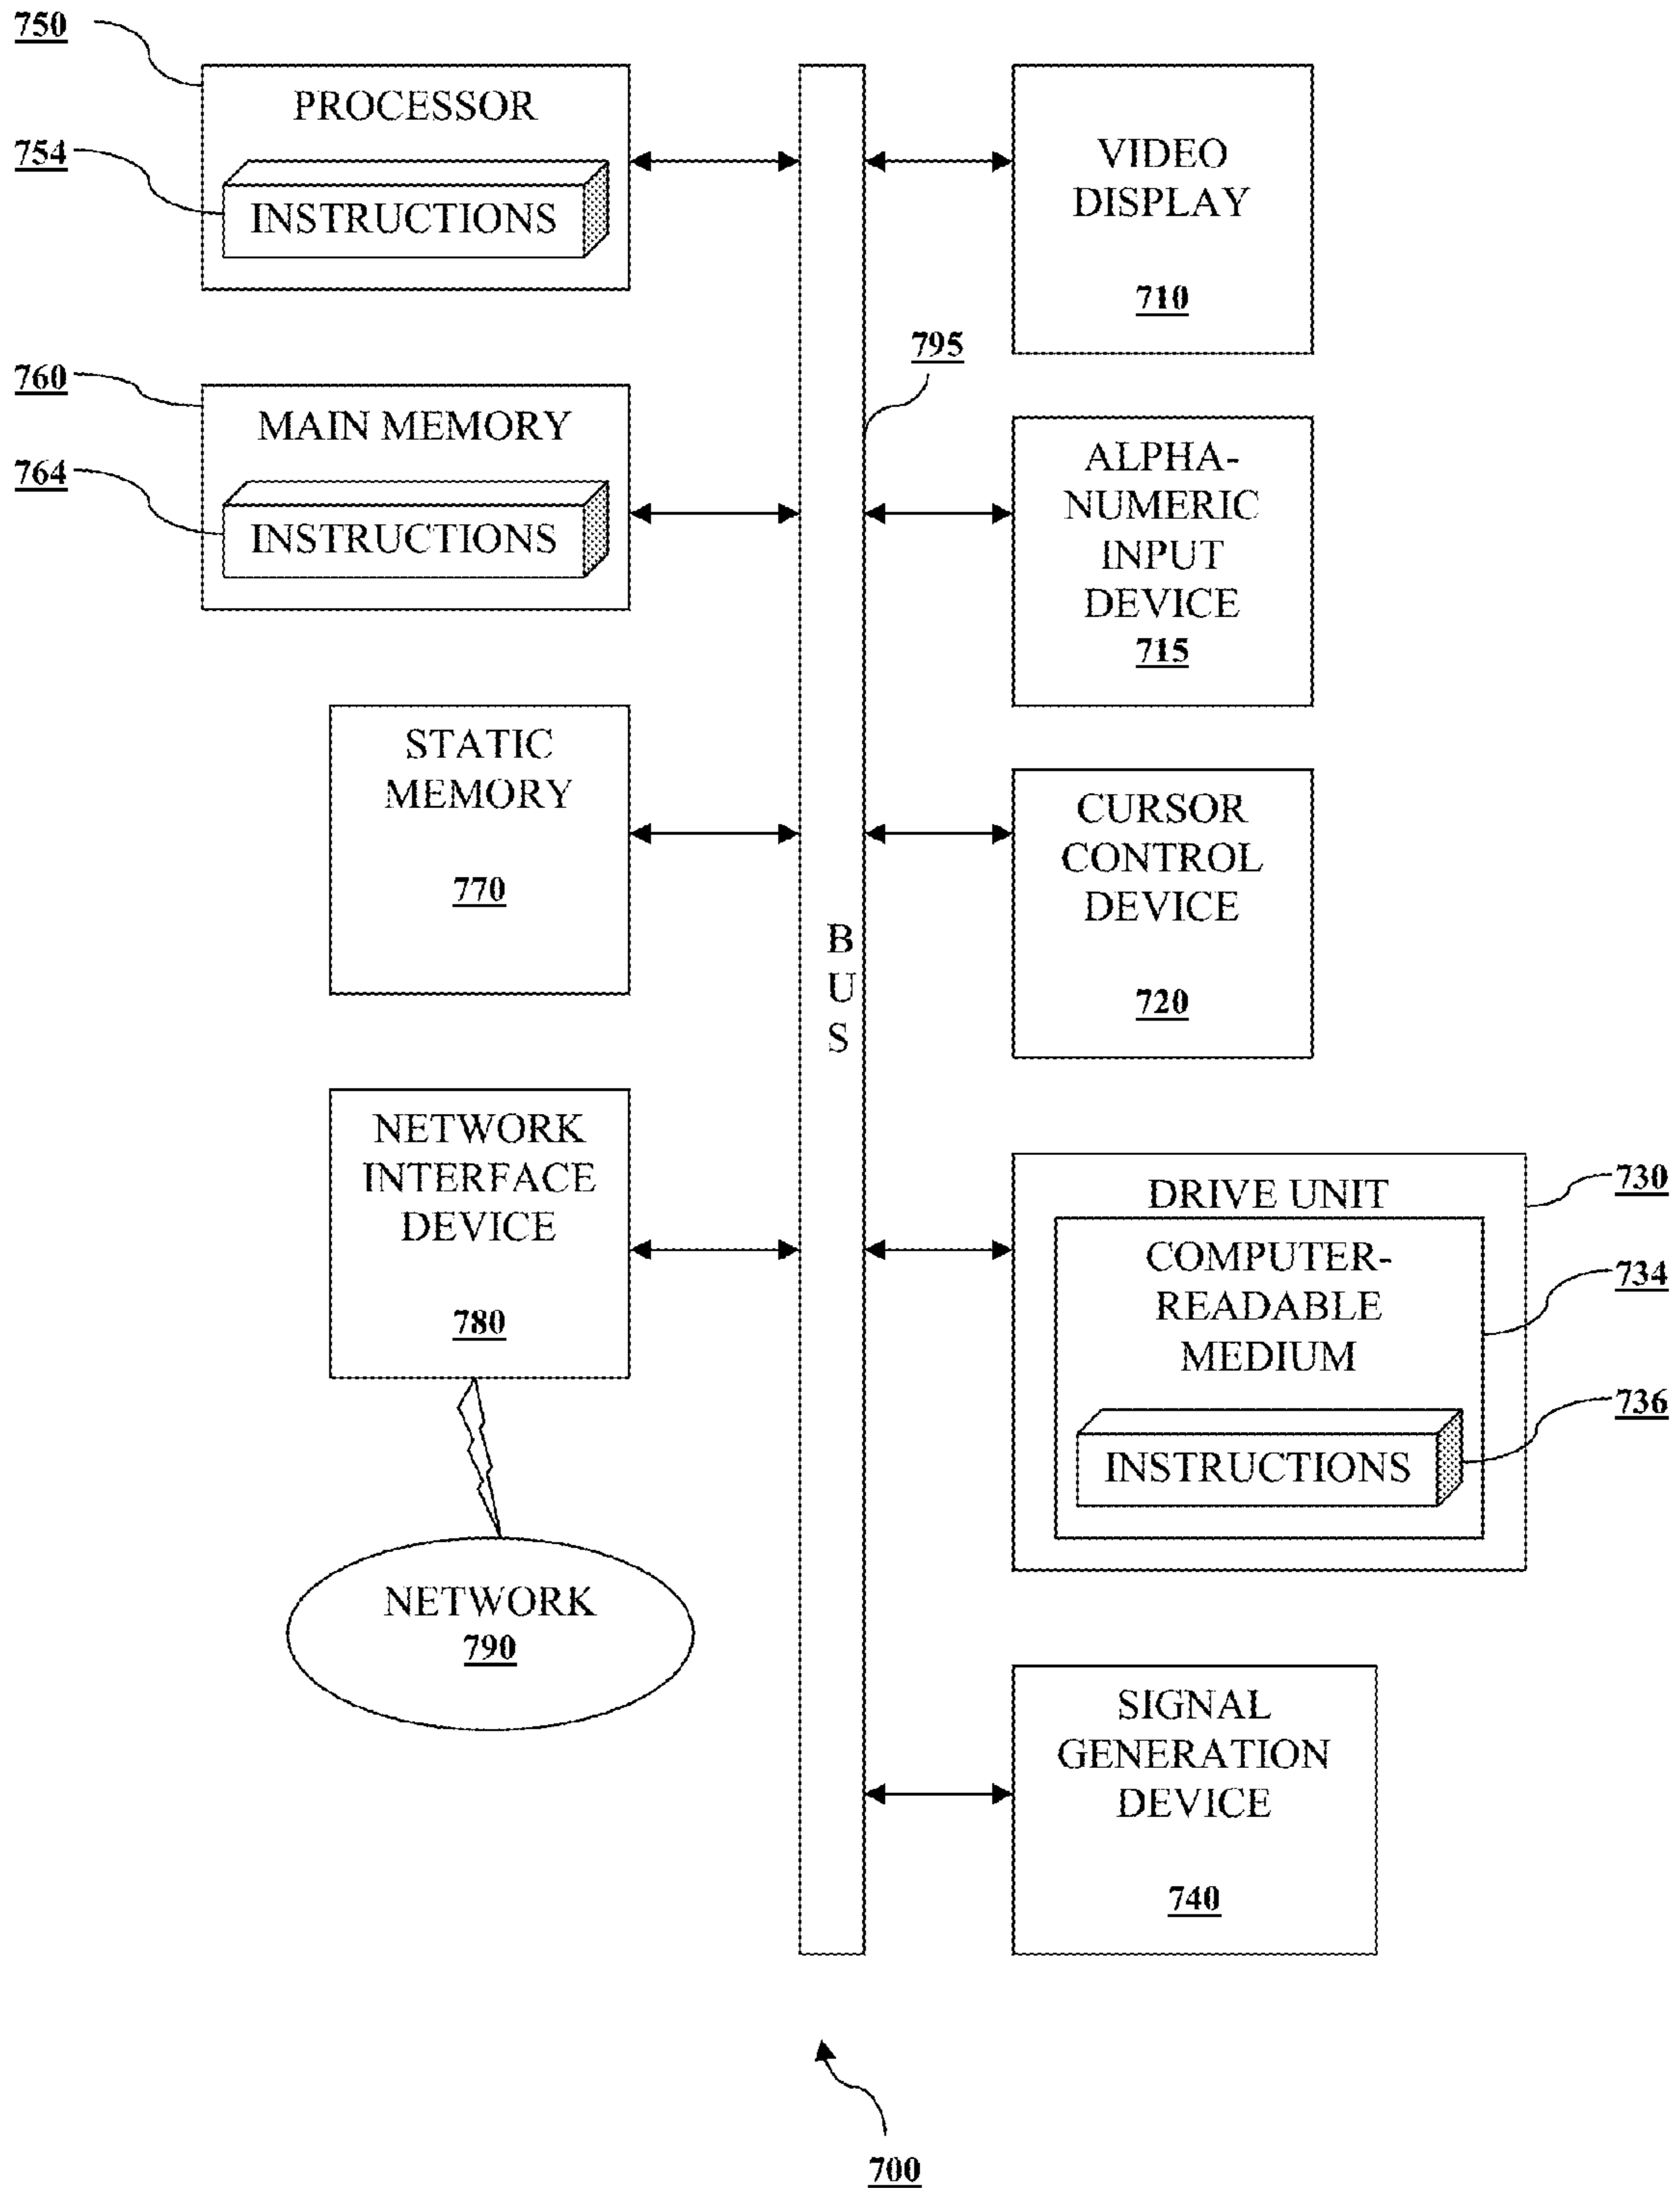 750
PROCESSOR
754
INSTRUCTIONS
760
MAIN MEMORY
764
INSTRUCTIONS
STATIC
MEMORY
770
NETWORK
INTERFACE
DEVICE
780
NETWORK
790
795
B
U
S
VIDEO
DISPLAY
710
ALPHA-
NUMERIC
INPUT
DEVICE
715
CURSOR
CONTROL
DEVICE
720
DRIVE UNIT
730
COMPUTER-
READABLE
MEDIUM
734
INSTRUCTIONS
736
SIGNAL
GENERATION
DEVICE
740
700